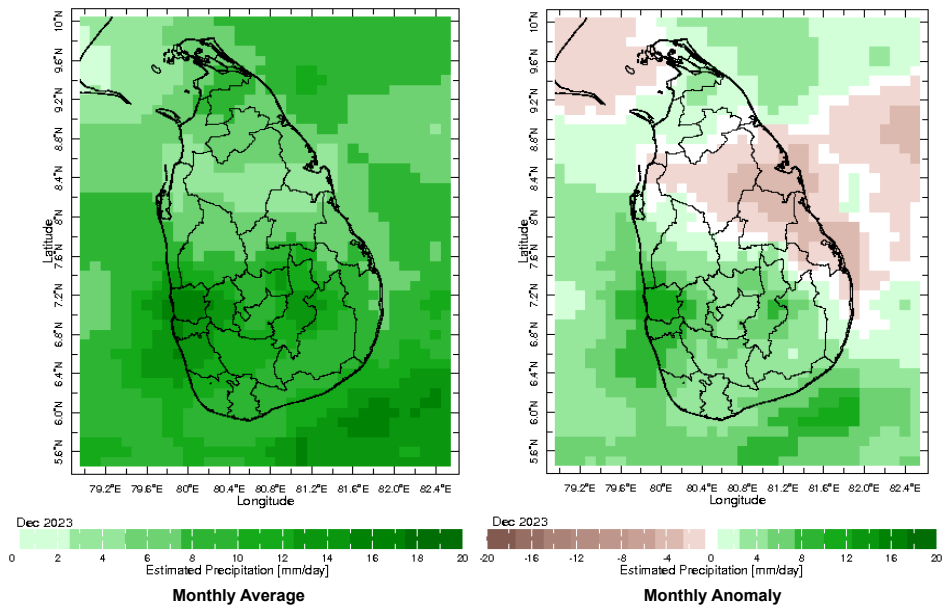 10°N
9.6°N
9.2°N
8.8°N
8.4°N
8°N
7.6°N
7.2°N
6.8°N
6.4°N
6.0°N
5.6°N
Latitude
79.2°E 79.6°E 80°E 80.4°E 80.8°E 81.2°E 81.6°E 82.0°E 82.4°E
Longitude
Dec 2023
0 2 4 6 8 10 12 14 16 18 20
Estimated Precipitation [mm/day]
Monthly Average
10°N
9.6°N
9.2°N
8.8°N
8.4°N
8°N
7.6°N
7.2°N
6.8°N
6.4°N
6.0°N
5.6°N
Latitude
79.2°E 79.6°E 80°E 80.4°E 80.8°E 81.2°E 81.6°E 82.0°E 82.4°E
Longitude
Dec 2023
-20 -16 -12 -8 -4 0 4 8 12 16 20
Estimated Precipitation [mm/day]
Monthly Anomaly